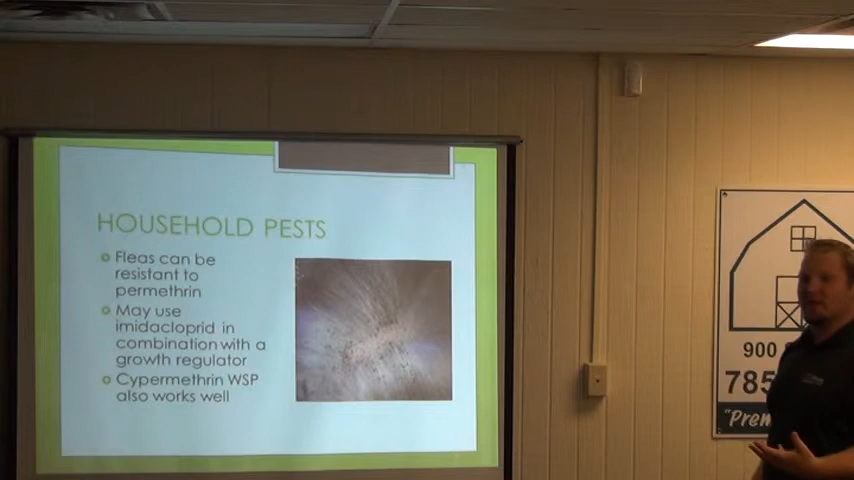 HOUSEHOLD PESTS
Fleas can be
resistant to
permethrin
May use
imidacloprid in
combination with a
growth regulator
Cypermethrin WSP
also works well
900
785
"Prem